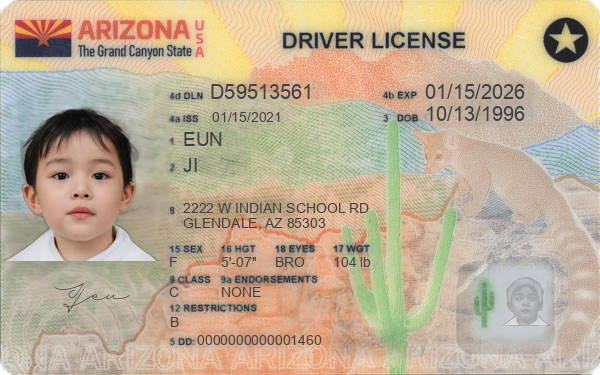 ARIZONA USA
The Grand Canyon State
DRIVER LICENSE
4d DLN D59513561
4b EXP 01/15/2026
4a ISS 01/15/2021
3 DOB 10/13/1996
1 EUN
2 JI
8 2222 W INDIAN SCHOOL RD
GLENDALE, AZ 85303
15 SEX 16 HGT 18 EYES 17 WGT
F 5'-07" BRO 104 lb
9 CLASS 9a ENDORSEMENTS
C NONE
12 RESTRICTIONS
B
5 DD: 0000000000001460
ARIZONA ARIZONA ARIZONA ARIZONA